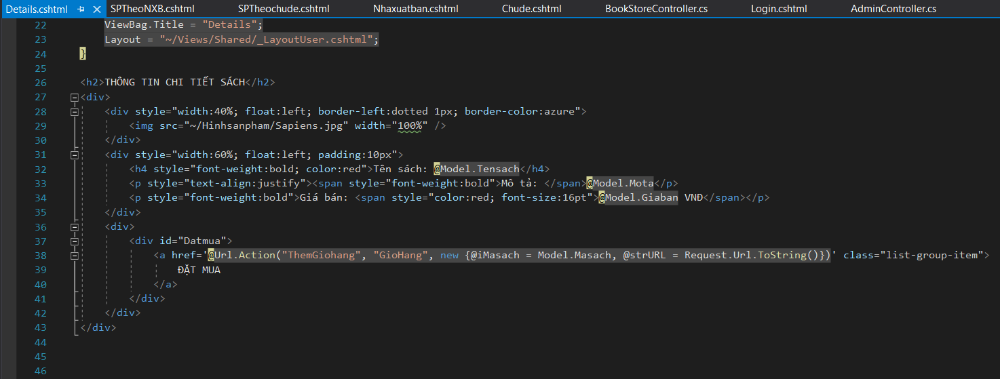 Details.cshtml SPTheoNXB.cshtml SPTheochude.cshtml Nhaxuatban.cshtml Chude.cshtml BookStoreController.cs Login.cshtml AdminController.cs
22 ViewBag.Title = "Details";
23 Layout = "~/Views/Shared/_LayoutUser.cshtml";
24 }
25
26 <h2>THÔNG TIN CHI TIẾT SÁCH</h2>
27 <div>
28 <div style="width:40%; float:left; border-left:dotted 1px; border-color:azure">
29 <img src="~/Hinhsanpham/Sapiens.jpg" width="100%" />
30 </div>
31 <div style="width:60%; float:left; padding:10px">
32 <h4 style="font-weight:bold; color:red">Tên sách: @Model.Tensach</h4>
33 <p style="text-align:justify"><span style="font-weight:bold">Mô tả: </span>@Model.Mota</p>
34 <p style="font-weight:bold">Giá bán: <span style="color:red; font-size:16pt">@Model.Giaban VNĐ</span></p>
35 </div>
36 <div>
37 <div id="Datmua">
38 <a href='@Url.Action("ThemGiohang", "GioHang", new {@iMasach = Model.Masach, @strURL = Request.Url.ToString()})' class="list-group-item">
39 ĐẶT MUA
40 </a>
41 </div>
42 </div>
43 </div>
44
45
46